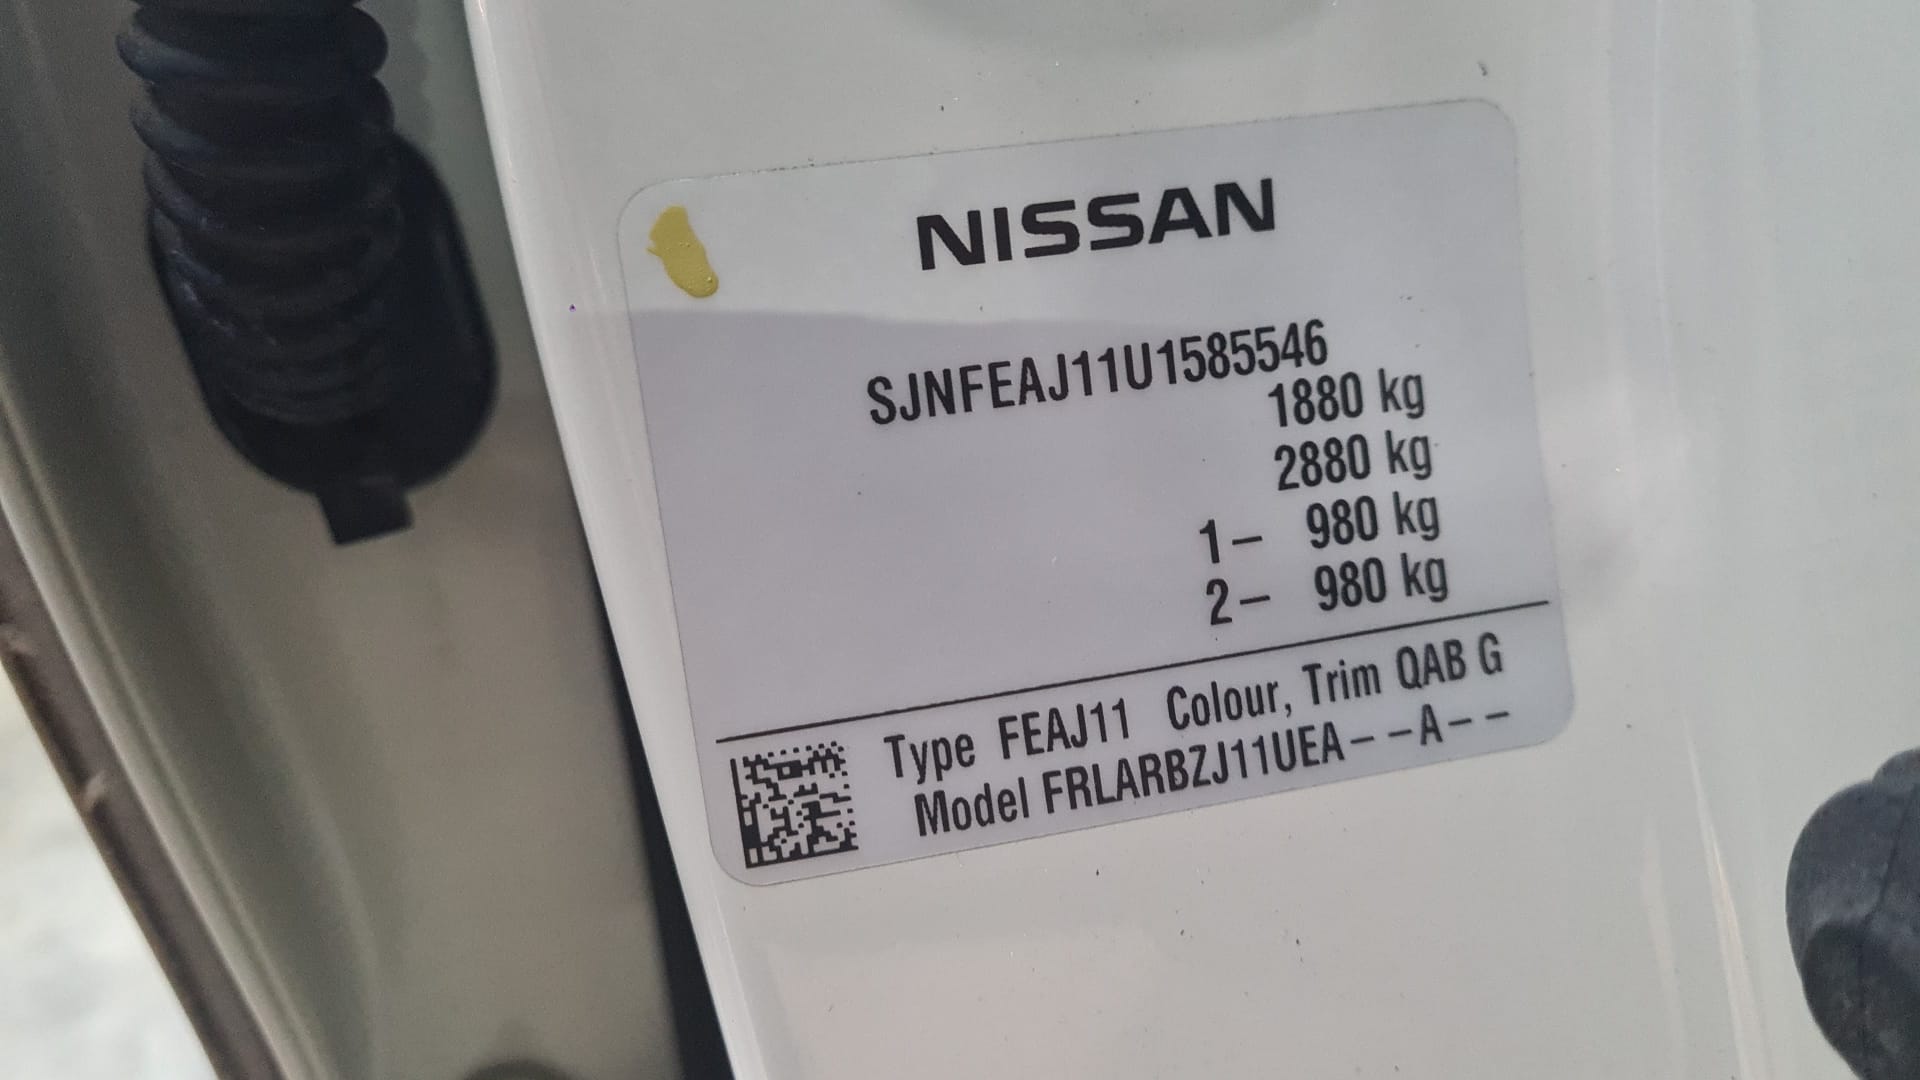 NISSAN
SJNFEAJ11U1585546
1880 kg
2880 kg
1– 980 kg
2– 980 kg
Type FEAJ11 Colour, Trim QAB G
Model FRLARBZJ11UEA--A--